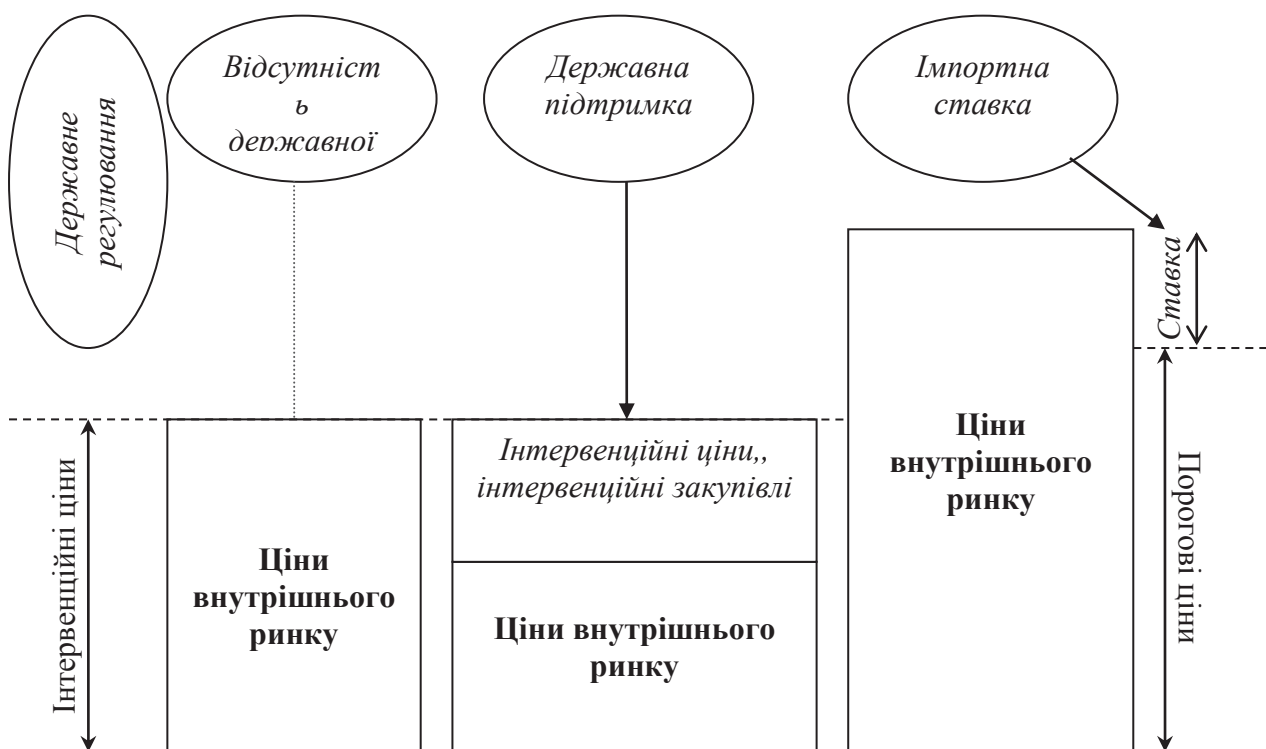 Державне
регулювання
Відсутніст
ь
державної
Державна
підтримка
Імпортна
ставка
Ставка
Інтервенційні ціни
Ціни
внутрішнього
ринку
Інтервенційні ціни,,
інтервенційні закупівлі
Ціни внутрішнього
ринку
Ціни
внутрішнього
ринку
Порогові ціни